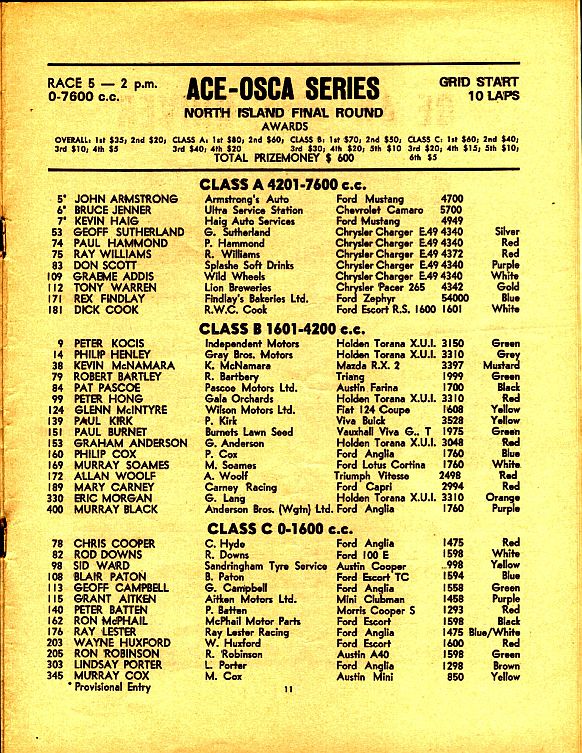 RACE 5 — 2 p.m. ACE-OSCA SERIES GRID START
0-7600 c.c. 10 LAPS
NORTH ISLAND FINAL ROUND
AWARDS
OVERALL: 1st $35; 2nd $20; CLASS A: 1st $80; 2nd $60; CLASS B: 1st $70; 2nd $50; CLASS C: 1st $60; 2nd $40;
3rd $10; 4th $5 3rd $40; 4th $20 3rd $30; 4th $20; 5th $10 3rd $20; 4th $15; 5th $10;
TOTAL PRIZEMONEY $ 600 6th $5
CLASS A 4201-7600 c.c.
5* JOHN ARMSTRONG Armstrong's Auto Ford Mustang 4700
6* BRUCE JENNER Ultra Service Station Chevrolet Camaro 5700
7* KEVIN HAIG Haig Auto Services Ford Mustang 4949
53 GEOFF SUTHERLAND G. Sutherland Chrysler Charger E.49 4340 Silver
74 PAUL HAMMOND P. Hammond Chrysler Charger E.49 4340 Red
75 RAY WILLIAMS R. Williams Chrysler Charger E.49 4372 Red
83 DON SCOTT Splashe Soft Drinks Chrysler Charger E.49 4340 Purple
109 GRAEME ADDIS Wild Wheels Chrysler Charger E.49 4340 White
112 TONY WARREN Lion Breweries Chrysler Pacer 265 4342 Gold
171 REX FINDLAY Findlay's Bakeries Ltd. Ford Zephyr 54000 Blue
181 DICK COOK R.W.C. Cook Ford Escort R.S. 1600 1601 White
CLASS B 1601-4200 c.c.
9 PETER KOCIS Independent Motors Holden Torana X.U.I. 3150 Green
14 PHILIP HENLEY Gray Bros. Motors Holden Torana X.U.I. 3310 Grey
38 KEVIN McNAMARA K. McNamara Mazda R.X. 2 3397 Mustard
79 ROBERT BARTLEY R. Bartbery Triang 1999 Green
84 PAT PASCOE Pascoe Motors Ltd. Austin Farina 1700 Black
99 PETER HONG Gala Orchards Holden Torana X.U.I. 3310 Red
124 GLENN McINTYRE Wilson Motors Ltd. Fiat 124 Coupe 1608 Yellow
139 PAUL KIRK P. Kirk Viva Buick 3528 Yellow
151 PAUL BURNET Burnets Lawn Seed Vauxhall Viva G.. T 1975 Green
153 GRAHAM ANDERSON G. Anderson Holden Torana X.U.I. 3048 Red
160 PHILIP COX P. Cox Ford Anglia 1760 Blue
169 MURRAY SOAMES M. Soames Ford Lotus Cortina 1760 White
172 ALLAN WOOLF A. Woolf Triumph Vitesse 2498 Red
189 MARY CARNEY Carney Racing Ford Capri 2994 Red
330 ERIC MORGAN G. Lang Holden Torana X.U.I. 3310 Orange
400 MURRAY BLACK Anderson Bros. (Wgtn) Ltd. Ford Anglia 1760 Purple
CLASS C 0-1600 c.c.
78 CHRIS COOPER C. Hyde Ford Anglia 1475 Red
82 ROD DOWNS R. Downs Ford 100 E 1598 White
98 SID WARD Sandringham Tyre Service Austin Cooper 998 Yellow
108 BLAIR PATON B. Paton Ford Escort TC 1594 Blue
113 GEOFF CAMPBELL G. Campbell Ford Anglia 1558 Green
115 GRANT AITKEN Aitken Motors Ltd. Mini Clubman 1458 Purple
140 PETER BATTEN P. Batten Morris Cooper S 1293 Red
162 RON McPHAIL McPhail Motor Parts Ford Escort 1598 Black
176 RAY LESTER Ray Lester Racing Ford Anglia 1475 Blue/White
203 WAYNE HUXFORD W. Huxford Ford Escort 1600 Red
205 RON ROBINSON R. Robinson Austin A40 1598 Green
303 LINDSAY PORTER L. Porter Ford Anglia 1298 Brown
345 MURRAY COX M. Cox Austin Mini 850 Yellow
* Provisional Entry 11